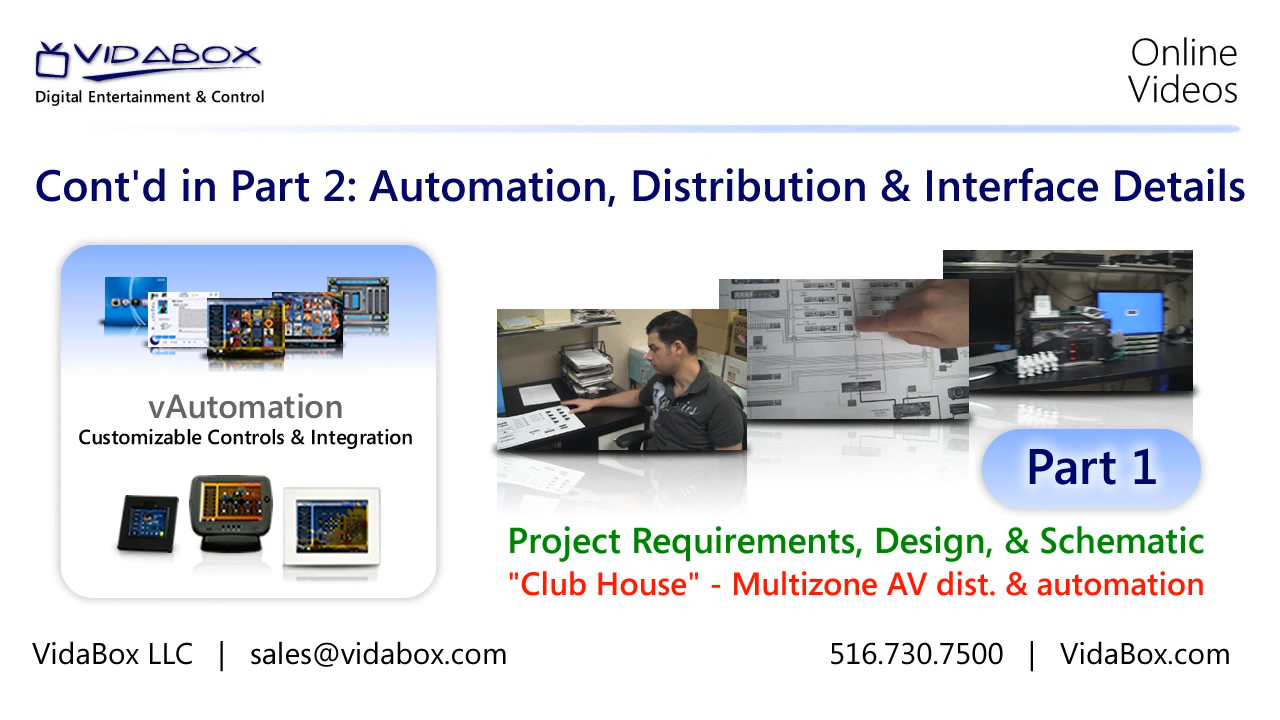 VIDABOX
Digital Entertainment & Control
Online
Videos
Cont'd in Part 2: Automation, Distribution & Interface Details
vAutomation
Customizable Controls & Integration
Part 1
Project Requirements, Design, & Schematic
"Club House" - Multizone AV dist. & automation
VidaBox LLC | sales@vidabox.com
516.730.7500 | VidaBox.com